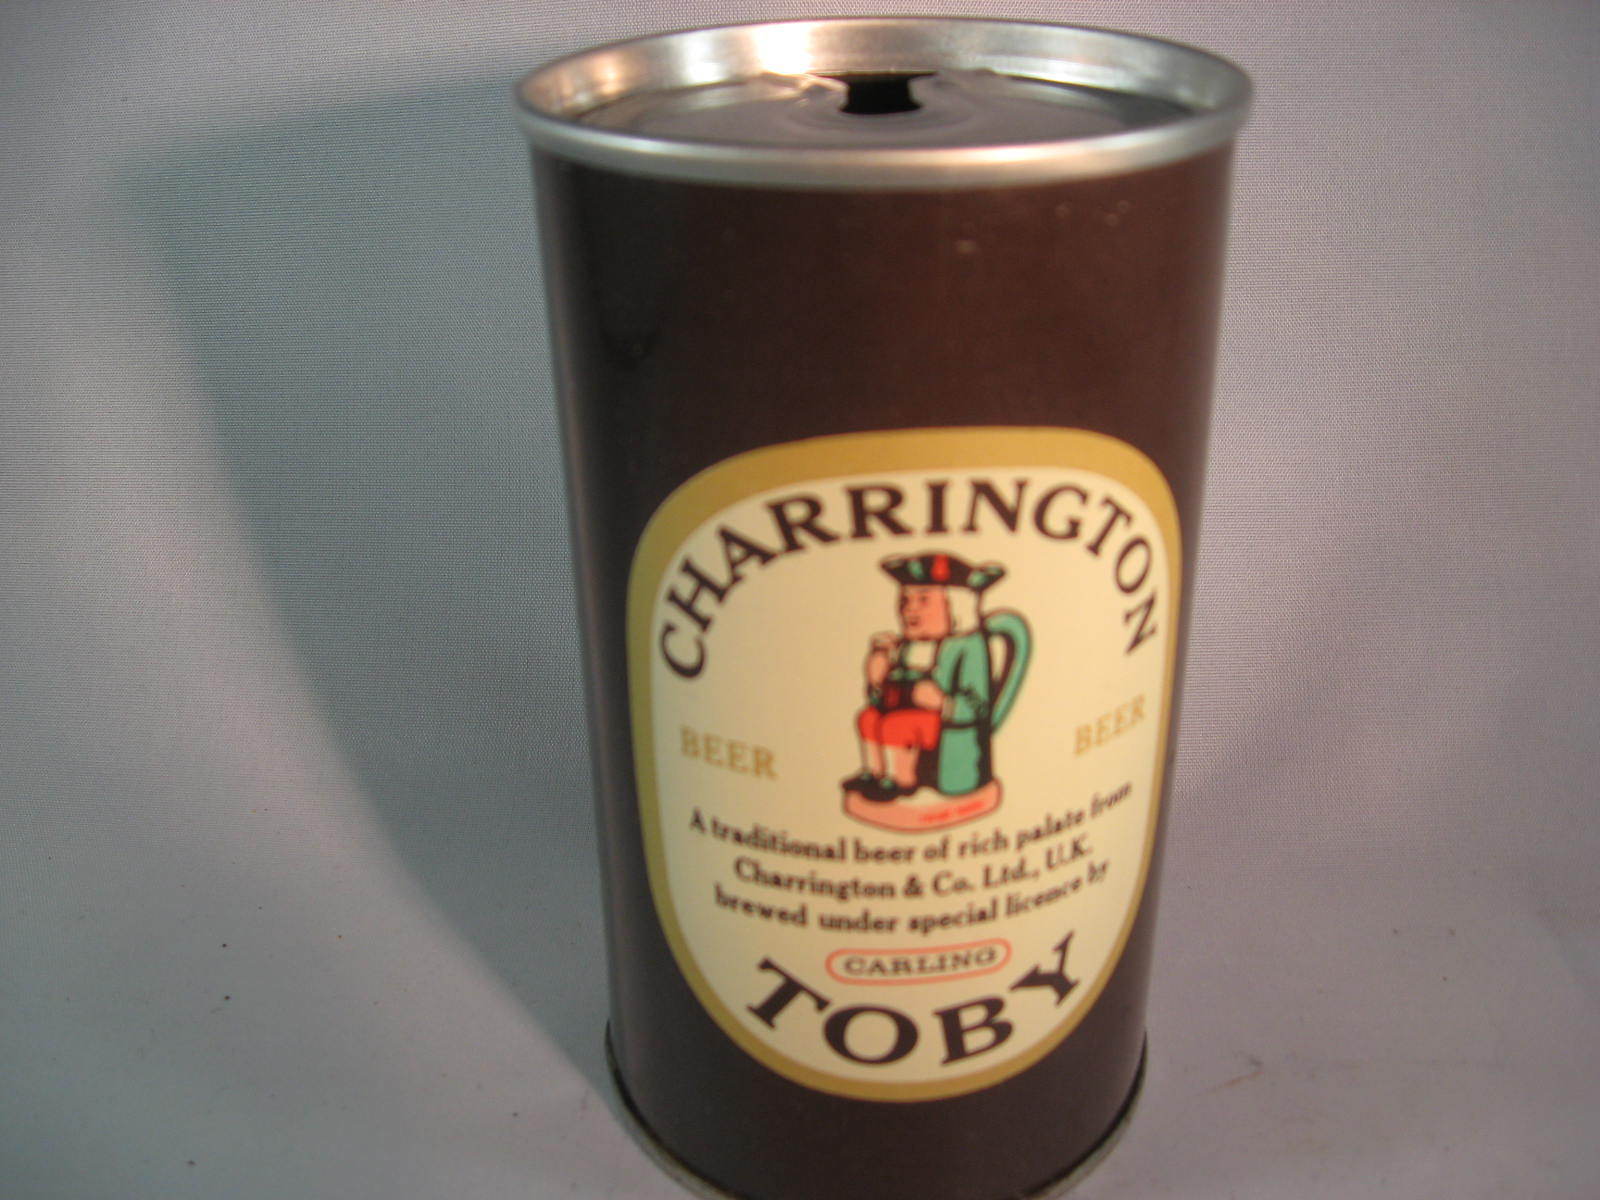 CHARRINGTON
BEER BEER
A traditional beer of rich palate from
Charrington & Co. Ltd., U.K.
brewed under special licence by
CARLING
TOBY